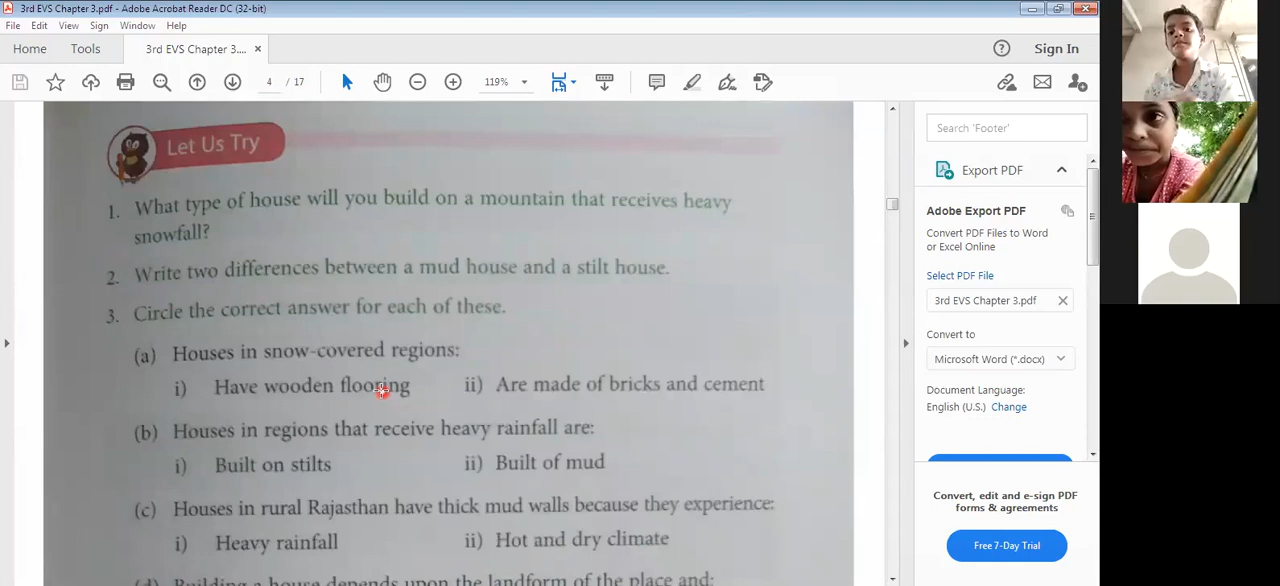 3rd EVS Chapter 3.pdf - Adobe Acrobat Reader DC (32-bit)
File Edit View Sign Window Help
Home Tools 3rd EVS Chapter 3.... × Sign In
4 / 17 119%
Let Us Try
1. What type of house will you build on a mountain that receives heavy
snowfall?
2. Write two differences between a mud house and a stilt house.
3. Circle the correct answer for each of these.
(a) Houses in snow-covered regions:
i) Have wooden flooring ii) Are made of bricks and cement
(b) Houses in regions that receive heavy rainfall are:
i) Built on stilts ii) Built of mud
(c) Houses in rural Rajasthan have thick mud walls because they experience:
i) Heavy rainfall ii) Hot and dry climate
(d) Building a house depends upon the landform of the place and:
Search 'Footer'
Export PDF
Adobe Export PDF
Convert PDF Files to Word
or Excel Online
Select PDF File
3rd EVS Chapter 3.pdf
Convert to
Microsoft Word (*.docx)
Document Language:
English (U.S.) Change
Convert, edit and e-sign PDF
forms & agreements
Free 7-Day Trial